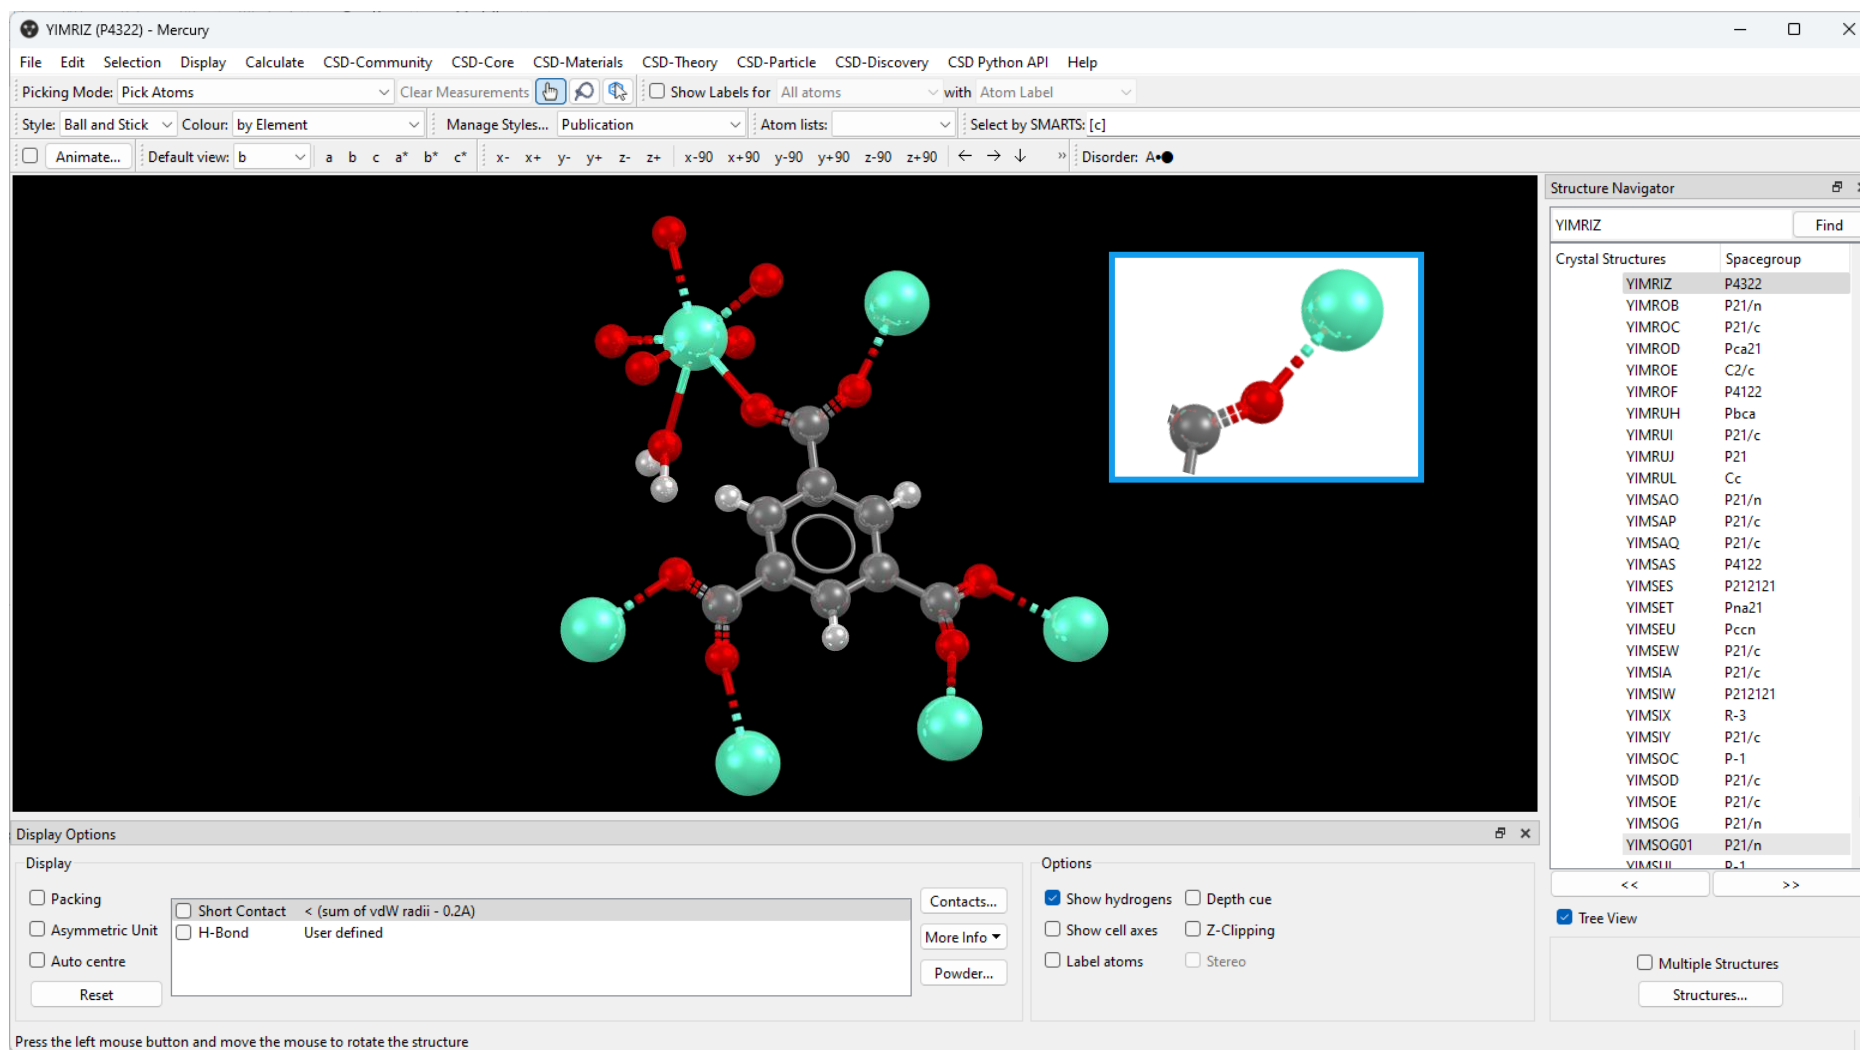 YIMRIZ (P4322) - Mercury
File Edit Selection Display Calculate CSD-Community CSD-Core CSD-Materials CSD-Theory CSD-Particle CSD-Discovery CSD Python API Help
Picking Mode: Pick Atoms Clear Measurements Show Labels for All atoms with Atom Label
Style: Ball and Stick Colour: by Element Manage Styles... Publication Atom lists: Select by SMARTS: [c]
Animate... Default view: b a b c a* b* c* x- x+ y- y+ z- z+ x-90 x+90 y-90 y+90 z-90 z+90 Disorder:
Structure Navigator
YIMRIZ Find
Crystal Structures Spacegroup
YIMRIZ P4322
YIMROB P21/n
YIMROC P21/c
YIMROD Pca21
YIMROE C2/c
YIMROF P4122
YIMRUH Pbca
YIMRUI P21/c
YIMRUJ P21
YIMRUL Cc
YIMSAO P21/n
YIMSAP P21/c
YIMSAQ P21/c
YIMSAS P4122
YIMSES P212121
YIMSET Pna21
YIMSEU Pccn
YIMSEW P21/c
YIMSIA P21/c
YIMSIW P212121
YIMSIX R-3
YIMSIY P21/c
YIMSOC P-1
YIMSOD P21/c
YIMSOE P21/c
YIMSOG P21/n
YIMSOG01 P21/n
<< >>
Tree View
Multiple Structures
Structures...
Display Options
Display
Packing
Asymmetric Unit
Auto centre
Reset
Short Contact < (sum of vdW radii - 0.2A)
H-Bond User defined
Contacts...
More Info
Powder...
Options
Show hydrogens Depth cue
Show cell axes Z-Clipping
Label atoms Stereo
Press the left mouse button and move the mouse to rotate the structure